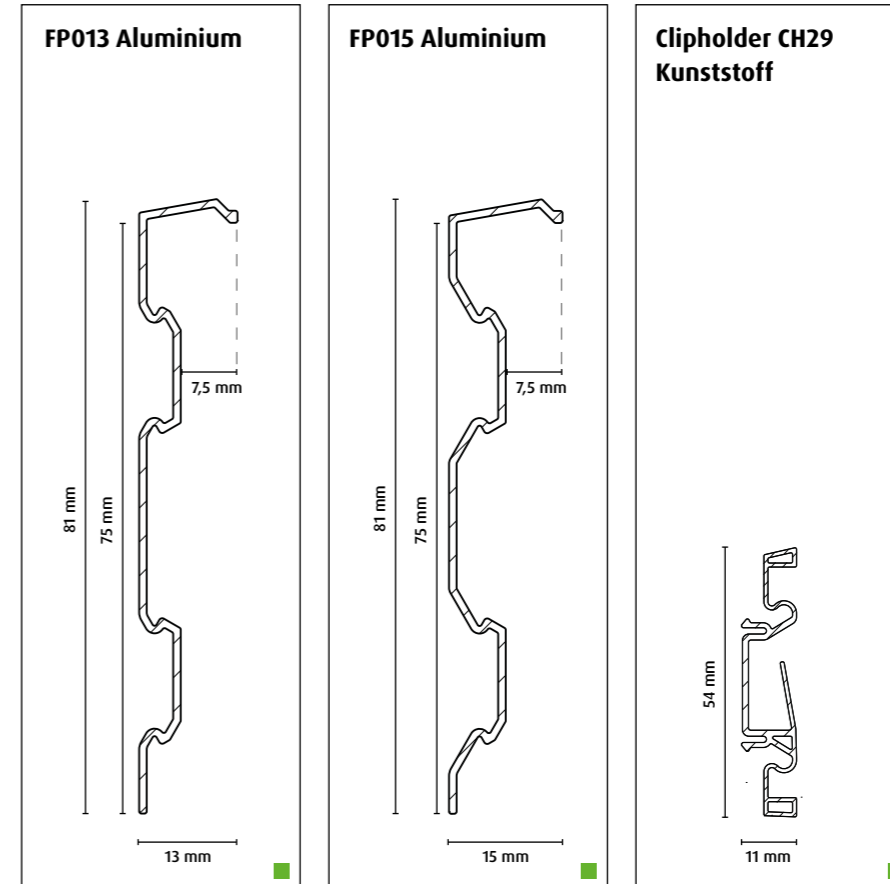 FP013 Aluminium
81 mm
75 mm
7,5 mm
13 mm
FP015 Aluminium
81 mm
75 mm
7,5 mm
15 mm
Clipholder CH29
Kunststoff
54 mm
11 mm